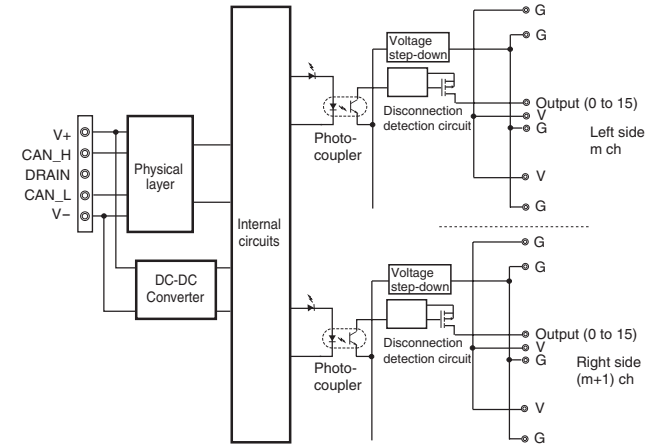 G
G
Voltage
step-down
Output (0 to 15)
V
G
Disconnection
detection circuit
Left side
m ch
Photo-
coupler
V+
CAN_H
DRAIN
CAN_L
V−
Physical
layer
V
G
Internal
circuits
G
G
DC-DC
Converter
Voltage
step-down
Output (0 to 15)
V
G
Disconnection
detection circuit
Right side
(m+1) ch
Photo-
coupler
V
G